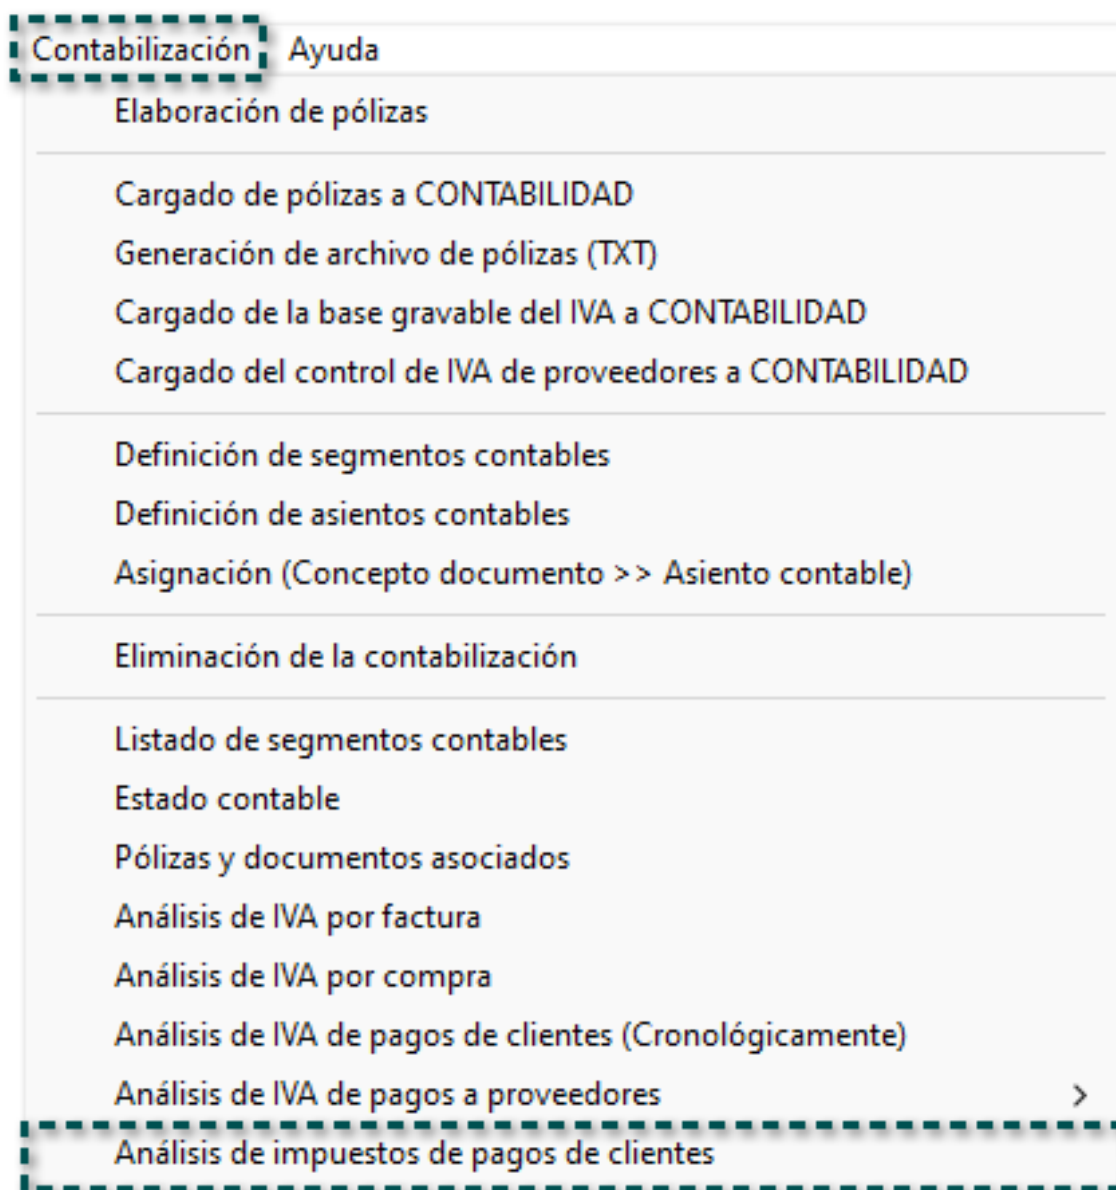 Contabilización Ayuda
Elaboración de pólizas
Cargado de pólizas a CONTABILIDAD
Generación de archivo de pólizas (TXT)
Cargado de la base gravable del IVA a CONTABILIDAD
Cargado del control de IVA de proveedores a CONTABILIDAD
Definición de segmentos contables
Definición de asientos contables
Asignación (Concepto documento >> Asiento contable)
Eliminación de la contabilización
Listado de segmentos contables
Estado contable
Pólizas y documentos asociados
Análisis de IVA por factura
Análisis de IVA por compra
Análisis de IVA de pagos de clientes (Cronológicamente)
Análisis de IVA de pagos a proveedores
Análisis de impuestos de pagos de clientes